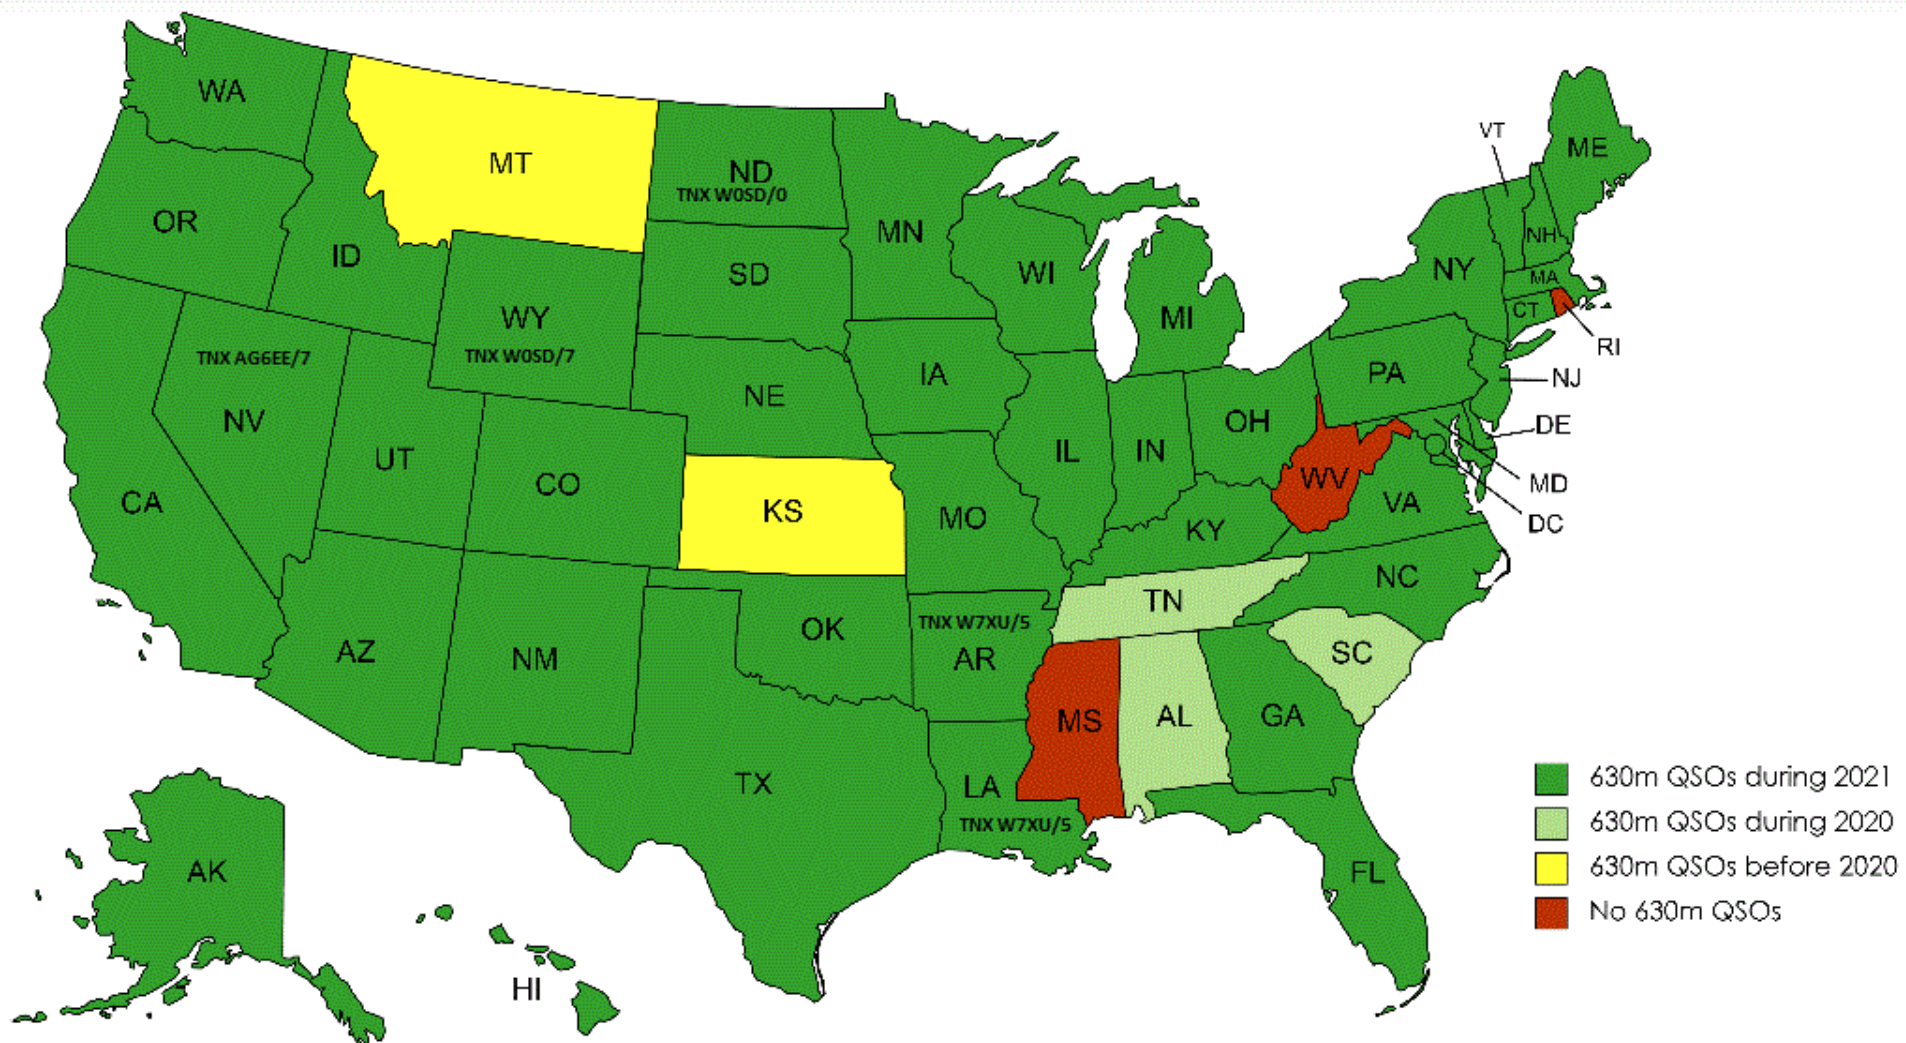 WA
MT
ND
TNX W0SD/0
MN
VT
ME
OR
ID
SD
WI
NY
NH
MA
CT
RI
WY
TNX W0SD/7
MI
TNX AG6EE/7
NV
IA
PA
NJ
NE
UT
CO
IL
IN
OH
DE
MD
DC
CA
KS
MO
WV
VA
KY
NC
TN
AZ
NM
OK
TNX W7XU/5
AR
SC
MS
AL
GA
TX
LA
TNX W7XU/5
FL
AK
HI
630m QSOs during 2021
630m QSOs during 2020
630m QSOs before 2020
No 630m QSOs